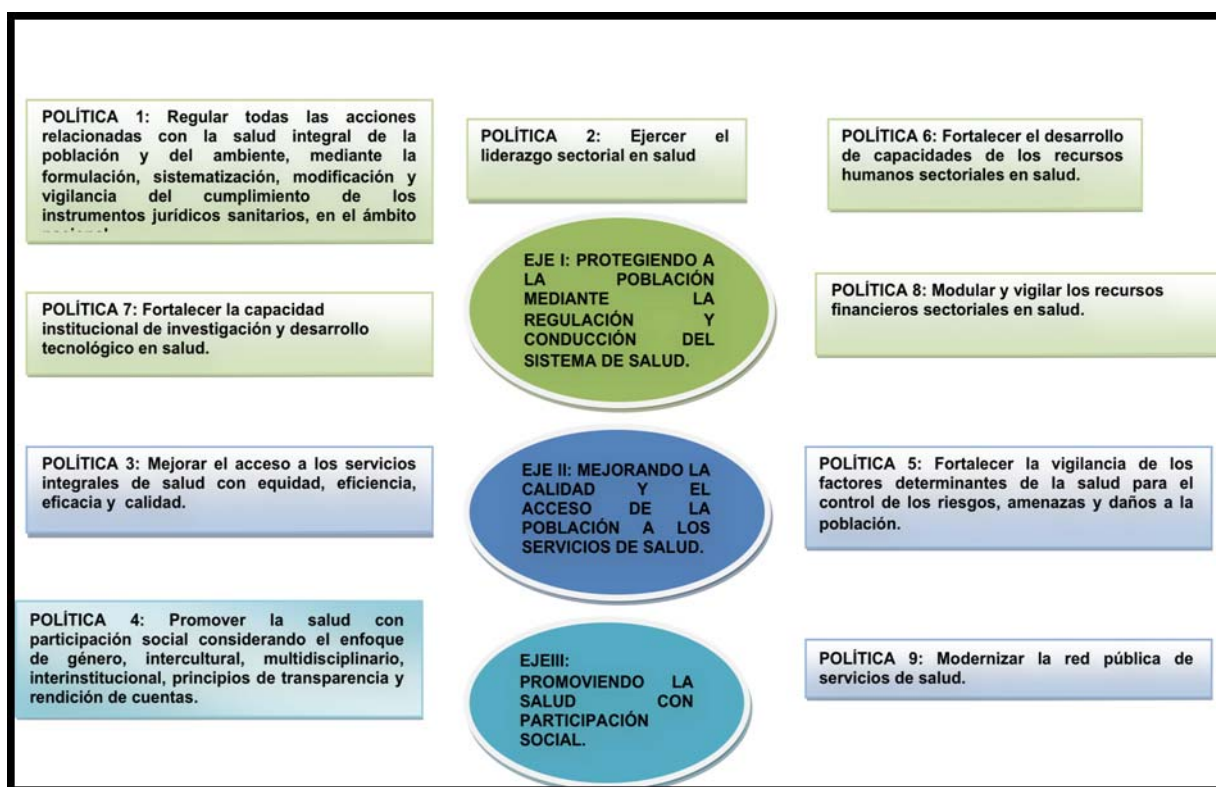 POLÍTICA 1: Regular todas las acciones
relacionadas con la salud integral de la
población y del ambiente, mediante la
formulación, sistematización, modificación y
vigilancia del cumplimiento de los
instrumentos jurídicos sanitarios, en el ámbito
POLÍTICA 2: Ejercer el
liderazgo sectorial en salud
POLÍTICA 6: Fortalecer el desarrollo
de capacidades de los recursos
humanos sectoriales en salud.
EJE I: PROTEGIENDO A
LA POBLACIÓN
MEDIANTE LA
REGULACIÓN Y
CONDUCCIÓN DEL
SISTEMA DE SALUD.
POLÍTICA 7: Fortalecer la capacidad
institucional de investigación y desarrollo
tecnológico en salud.
POLÍTICA 8: Modular y vigilar los recursos
financieros sectoriales en salud.
POLÍTICA 3: Mejorar el acceso a los servicios
integrales de salud con equidad, eficiencia,
eficacia y calidad.
EJE II: MEJORANDO LA
CALIDAD Y EL
ACCESO DE LA
POBLACIÓN A LOS
SERVICIOS DE SALUD.
POLÍTICA 5: Fortalecer la vigilancia de los
factores determinantes de la salud para el
control de los riesgos, amenazas y daños a la
población.
POLÍTICA 4: Promover la salud con
participación social considerando el enfoque
de género, intercultural, multidisciplinario,
interinstitucional, principios de transparencia y
rendición de cuentas.
EJEIII:
PROMOVIENDO LA
SALUD CON
PARTICIPACIÓN
SOCIAL.
POLÍTICA 9: Modernizar la red pública de
servicios de salud.